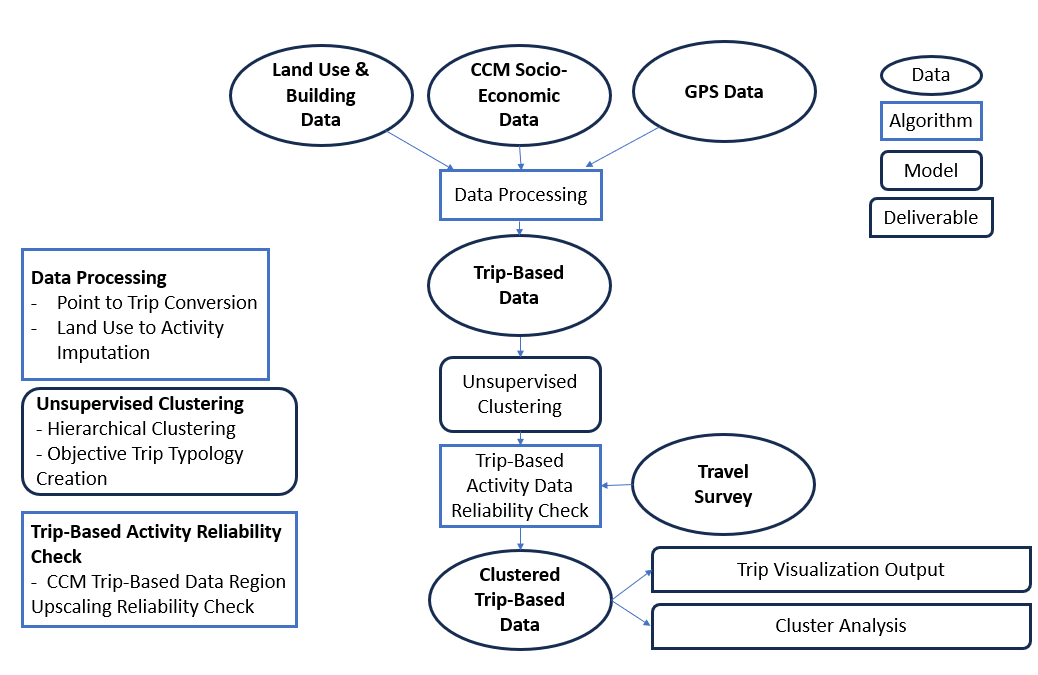 Land Use &
Building
Data
CCM Socio-
Economic
Data
GPS Data
Data
Algorithm
Model
Deliverable
Data Processing
Trip-Based
Data
Data Processing
- Point to Trip Conversion
- Land Use to Activity
Imputation
Unsupervised Clustering
- Hierarchical Clustering
- Objective Trip Typology
Creation
Trip-Based Activity Reliability
Check
- CCM Trip-Based Data Region
Upscaling Reliability Check
Unsupervised
Clustering
Trip-Based
Activity Data
Reliability Check
Travel
Survey
Clustered
Trip-Based
Data
Trip Visualization Output
Cluster Analysis